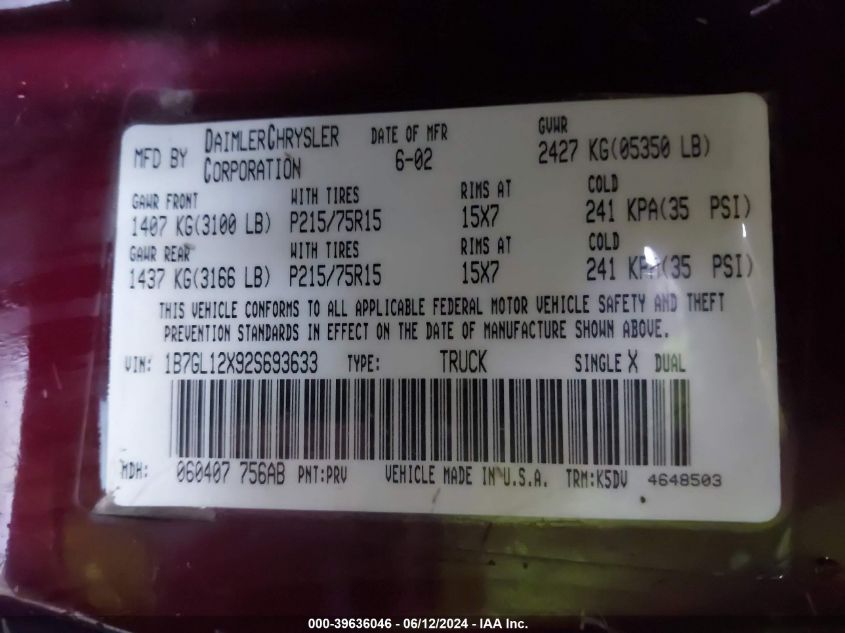 MFD BY DAIMLERCHRYSLER CORPORATION DATE OF MFR 6-02 GVWR 2427 KG(05350 LB)
GAWR FRONT WITH TIRES RIMS AT COLD
1407 KG(3100 LB) P215/75R15 15X7 241 KPA(35 PSI)
GAWR REAR WITH TIRES RIMS AT COLD
1437 KG(3166 LB) P215/75R15 15X7 241 KPA(35 PSI)
THIS VEHICLE CONFORMS TO ALL APPLICABLE FEDERAL MOTOR VEHICLE SAFETY AND THEFT
PREVENTION STANDARDS IN EFFECT ON THE DATE OF MANUFACTURE SHOWN ABOVE.
VIN: 1B7GL12X92S693633 TYPE: TRUCK SINGLE X DUAL
MDH: 060407 756AB PNT:PRV VEHICLE MADE IN U.S.A. TRM:K5DV 4648503
000-39636046 - 06/12/2024 - IAA Inc.